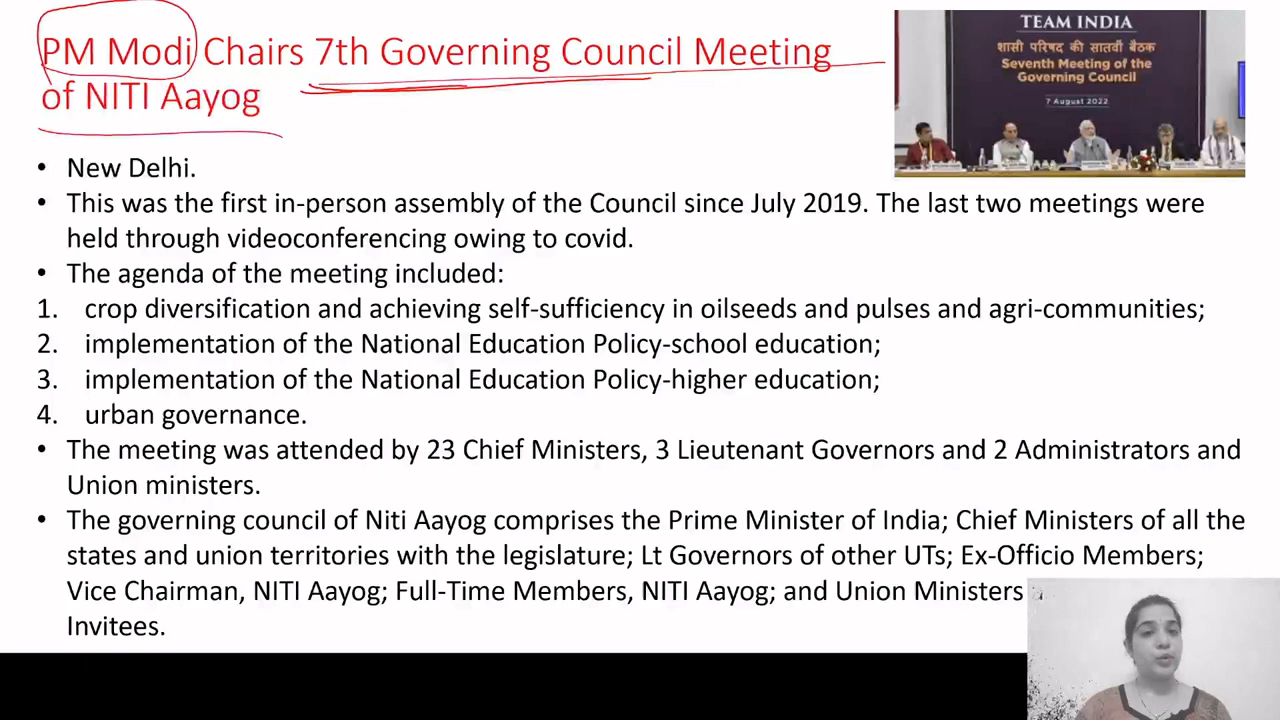 PM Modi Chairs 7th Governing Council Meeting
of NITI Aayog
TEAM INDIA
शासी परिषद की सातवीं बैठक
Seventh Meeting of the
Governing Council
7 August 2022
• New Delhi.
• This was the first in-person assembly of the Council since July 2019. The last two meetings were
held through videoconferencing owing to covid.
• The agenda of the meeting included:
1. crop diversification and achieving self-sufficiency in oilseeds and pulses and agri-communities;
2. implementation of the National Education Policy-school education;
3. implementation of the National Education Policy-higher education;
4. urban governance.
• The meeting was attended by 23 Chief Ministers, 3 Lieutenant Governors and 2 Administrators and
Union ministers.
• The governing council of Niti Aayog comprises the Prime Minister of India; Chief Ministers of all the
states and union territories with the legislature; Lt Governors of other UTs; Ex-Officio Members;
Vice Chairman, NITI Aayog; Full-Time Members, NITI Aayog; and Union Ministers
Invitees.